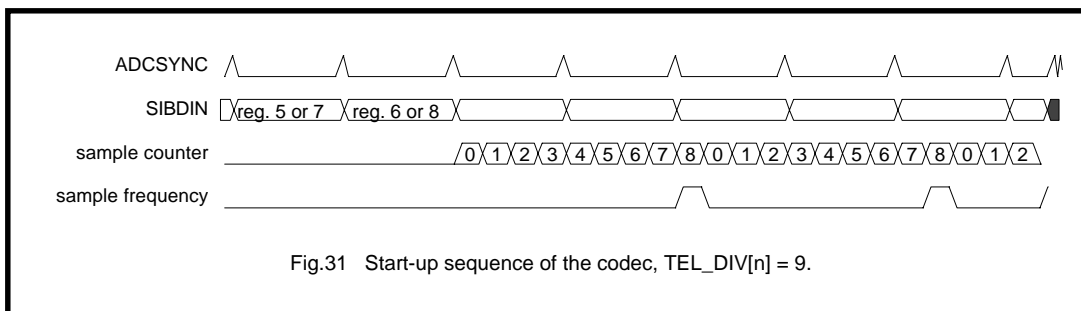 ADCSYNC
SIBDIN reg. 5 or 7 reg. 6 or 8
sample counter 0 1 2 3 4 5 6 7 8 0 1 2 3 4 5 6 7 8 0 1 2
sample frequency
Fig.31 Start-up sequence of the codec, TEL_DIV[n] = 9.